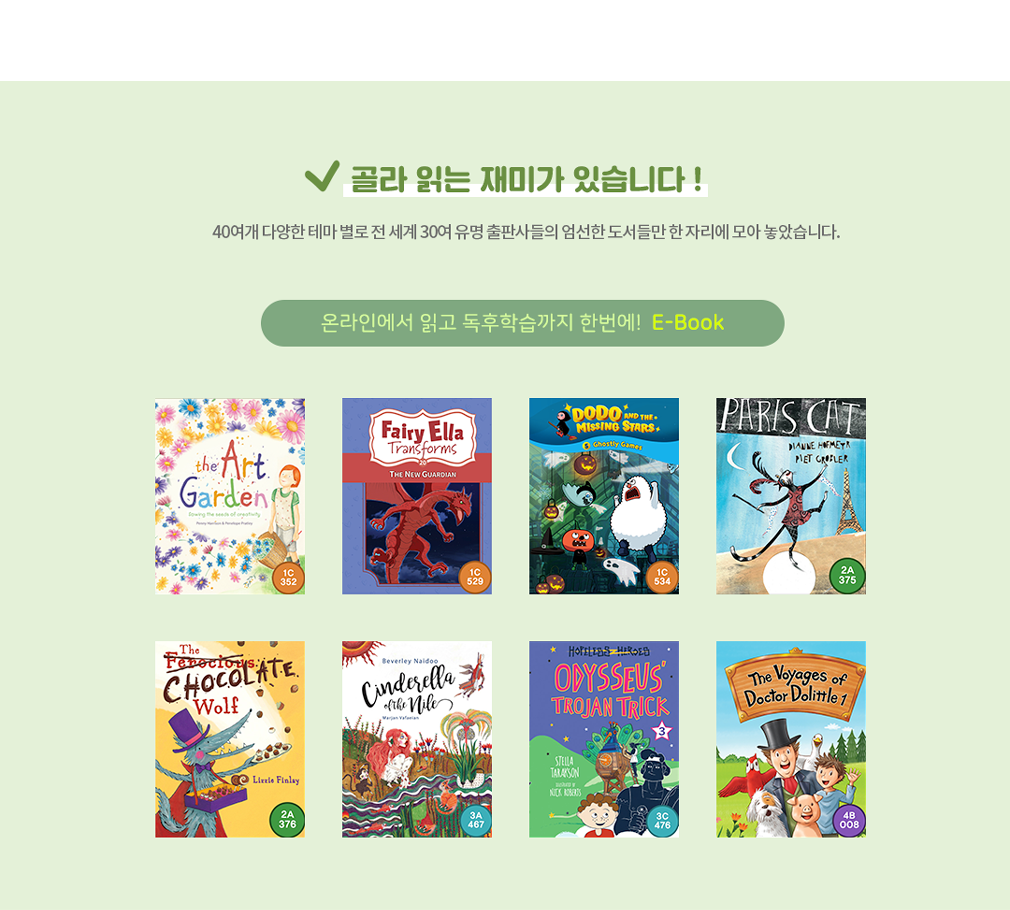 골라 읽는 재미가 있습니다 !
40여개 다양한 테마 별로 전 세계 30여 유명 출판사들의 엄선한 도서들만 한 자리에 모아 놓았습니다.
온라인에서 읽고 독후학습까지 한번에! E-Book
the Art
Garden
Sowing the seeds of creativity
Penny Harrison & Penelope Pratley
1C
352
Fairy Ella
Transforms
20
THE NEW GUARDIAN
1C
529
DODO AND THE
MISSING STARS
Ghostly Games
1C
534
PARIS CAT
DIANNE HOFMEYR
PIET GROBLER
2A
375
The
Ferocious
CHOCOLATE
Wolf
Lizzie Finlay
2A
376
Beverley Naidoo
Cinderella
of the Nile
Marjan Vafaeian
3A
467
HOPELESS HEROES
ODYSSEUS'
TROJAN TRICK
3
STELLA
TARAKSON
ILLUSTRATED BY
NICK ROBERTS
3C
476
The Voyages of
Doctor Dolittle 1
4B
008